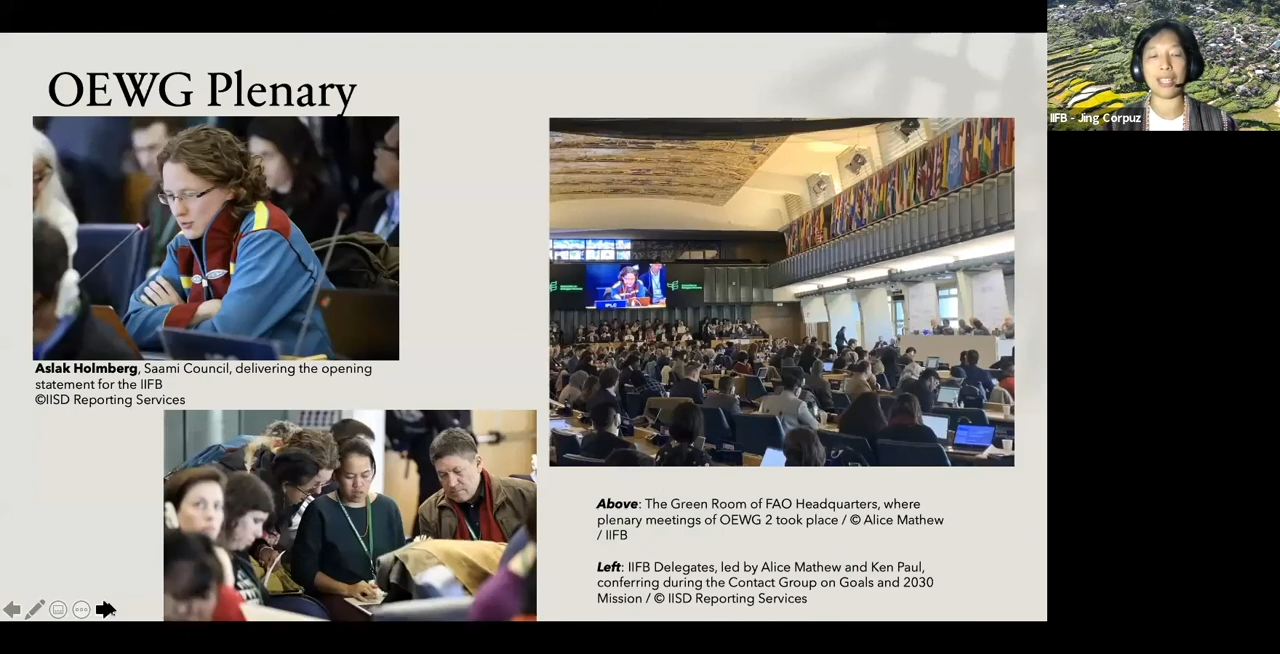 OEWG Plenary
IIFB - Jing Corpuz
IPLC
Aslak Holmberg, Saami Council, delivering the opening
statement for the IIFB
©IISD Reporting Services
Above: The Green Room of FAO Headquarters, where
plenary meetings of OEWG 2 took place / © Alice Mathew
/ IIFB
Left: IIFB Delegates, led by Alice Mathew and Ken Paul,
conferring during the Contact Group on Goals and 2030
Mission / © IISD Reporting Services